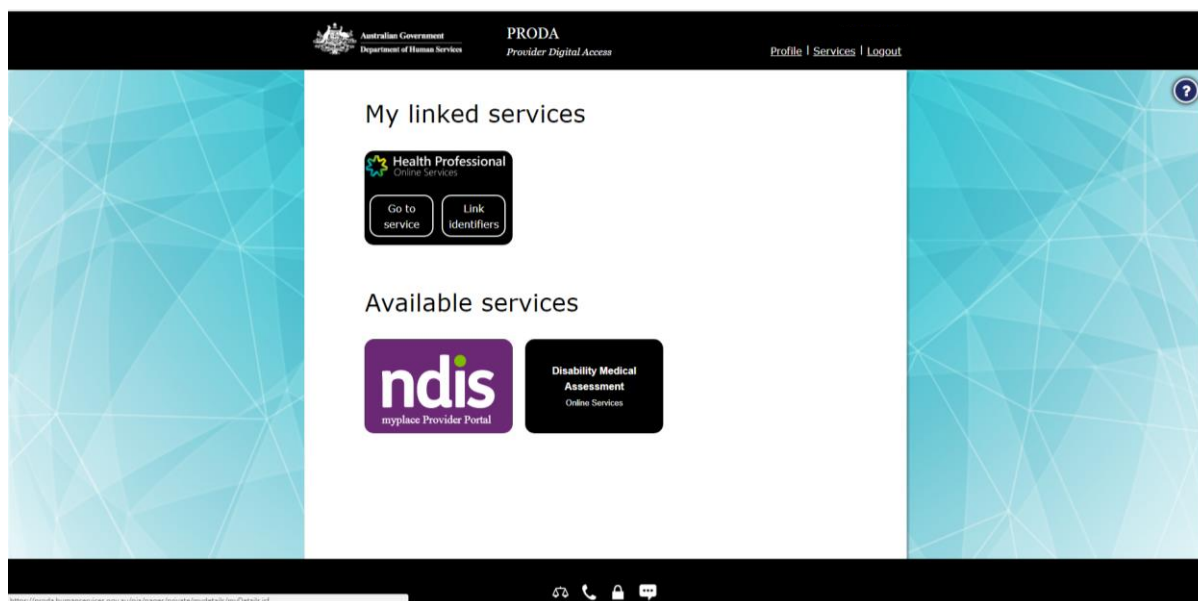 Australian Government
Department of Human Services
PRODA
Provider Digital Access
Profile | Services | Logout
?
My linked services
Health Professional
Online Services
Go to service
Link identifiers
Available services
ndis
myplace Provider Portal
Disability Medical
Assessment
Online Services